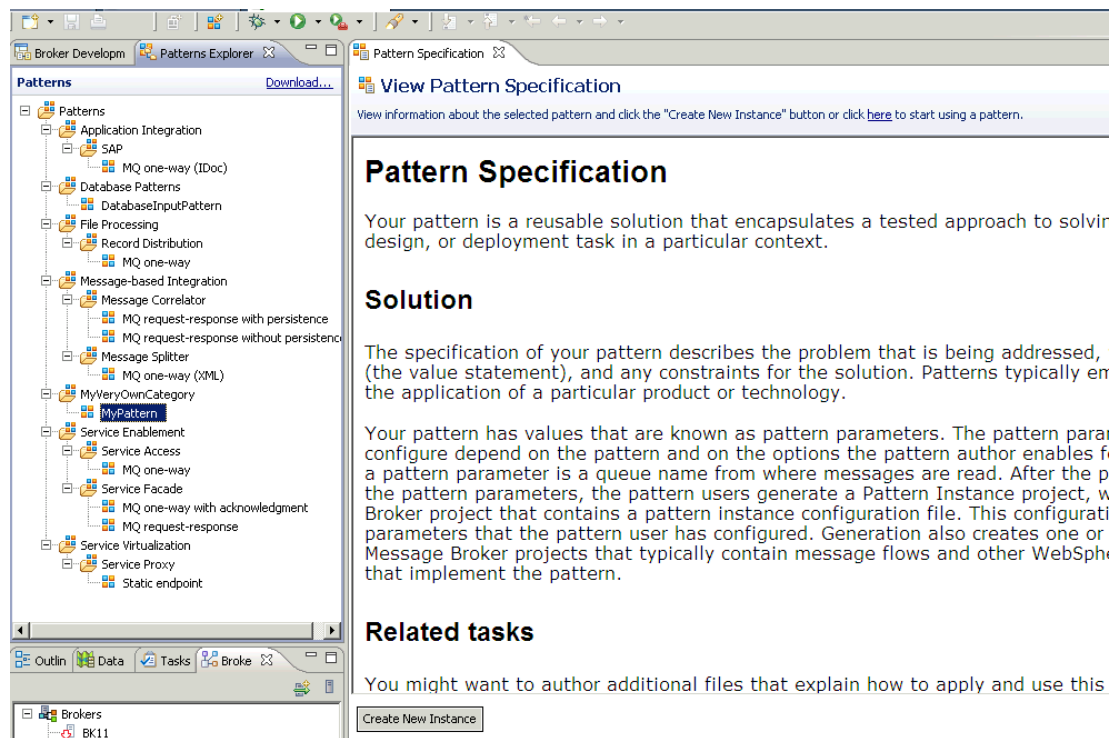 Broker Developm
Patterns Explorer
Patterns
Download...
Patterns
Application Integration
SAP
MQ one-way (IDoc)
Database Patterns
DatabaseInputPattern
File Processing
Record Distribution
MQ one-way
Message-based Integration
Message Correlator
MQ request-response with persistence
MQ request-response without persistenc
Message Splitter
MQ one-way (XML)
MyVeryOwnCategory
MyPattern
Service Enablement
Service Access
MQ one-way
Service Facade
MQ one-way with acknowledgment
MQ request-response
Service Virtualization
Service Proxy
Static endpoint
Outlin
Data
Tasks
Broke
Brokers
BK11
Pattern Specification
View Pattern Specification
View information about the selected pattern and click the "Create New Instance" button or click here to start using a pattern.
Pattern Specification
Your pattern is a reusable solution that encapsulates a tested approach to solvin
design, or deployment task in a particular context.
Solution
The specification of your pattern describes the problem that is being addressed,
(the value statement), and any constraints for the solution. Patterns typically em
the application of a particular product or technology.
Your pattern has values that are known as pattern parameters. The pattern para
configure depend on the pattern and on the options the pattern author enables f
a pattern parameter is a queue name from where messages are read. After the p
the pattern parameters, the pattern users generate a Pattern Instance project, w
Broker project that contains a pattern instance configuration file. This configurati
parameters that the pattern user has configured. Generation also creates one or
Message Broker projects that typically contain message flows and other WebSphe
that implement the pattern.
Related tasks
You might want to author additional files that explain how to apply and use this
Create New Instance